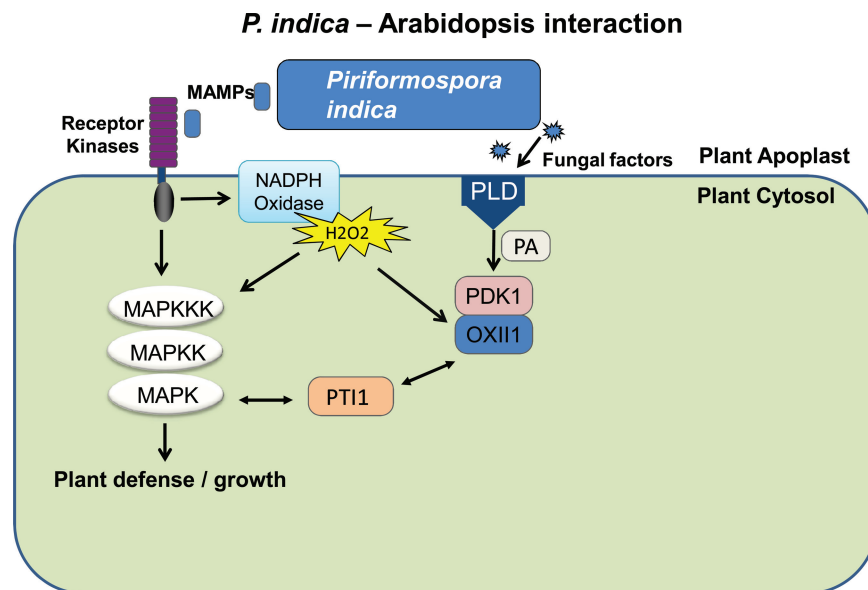 P. indica – Arabidopsis interaction
MAMPs
Piriformospora
indica
Receptor
Kinases
Fungal factors
Plant Apoplast
Plant Cytosol
NADPH
Oxidase
H2O2
PLD
PA
PDK1
OXII1
MAPKKK
MAPKK
MAPK
PTI1
Plant defense / growth